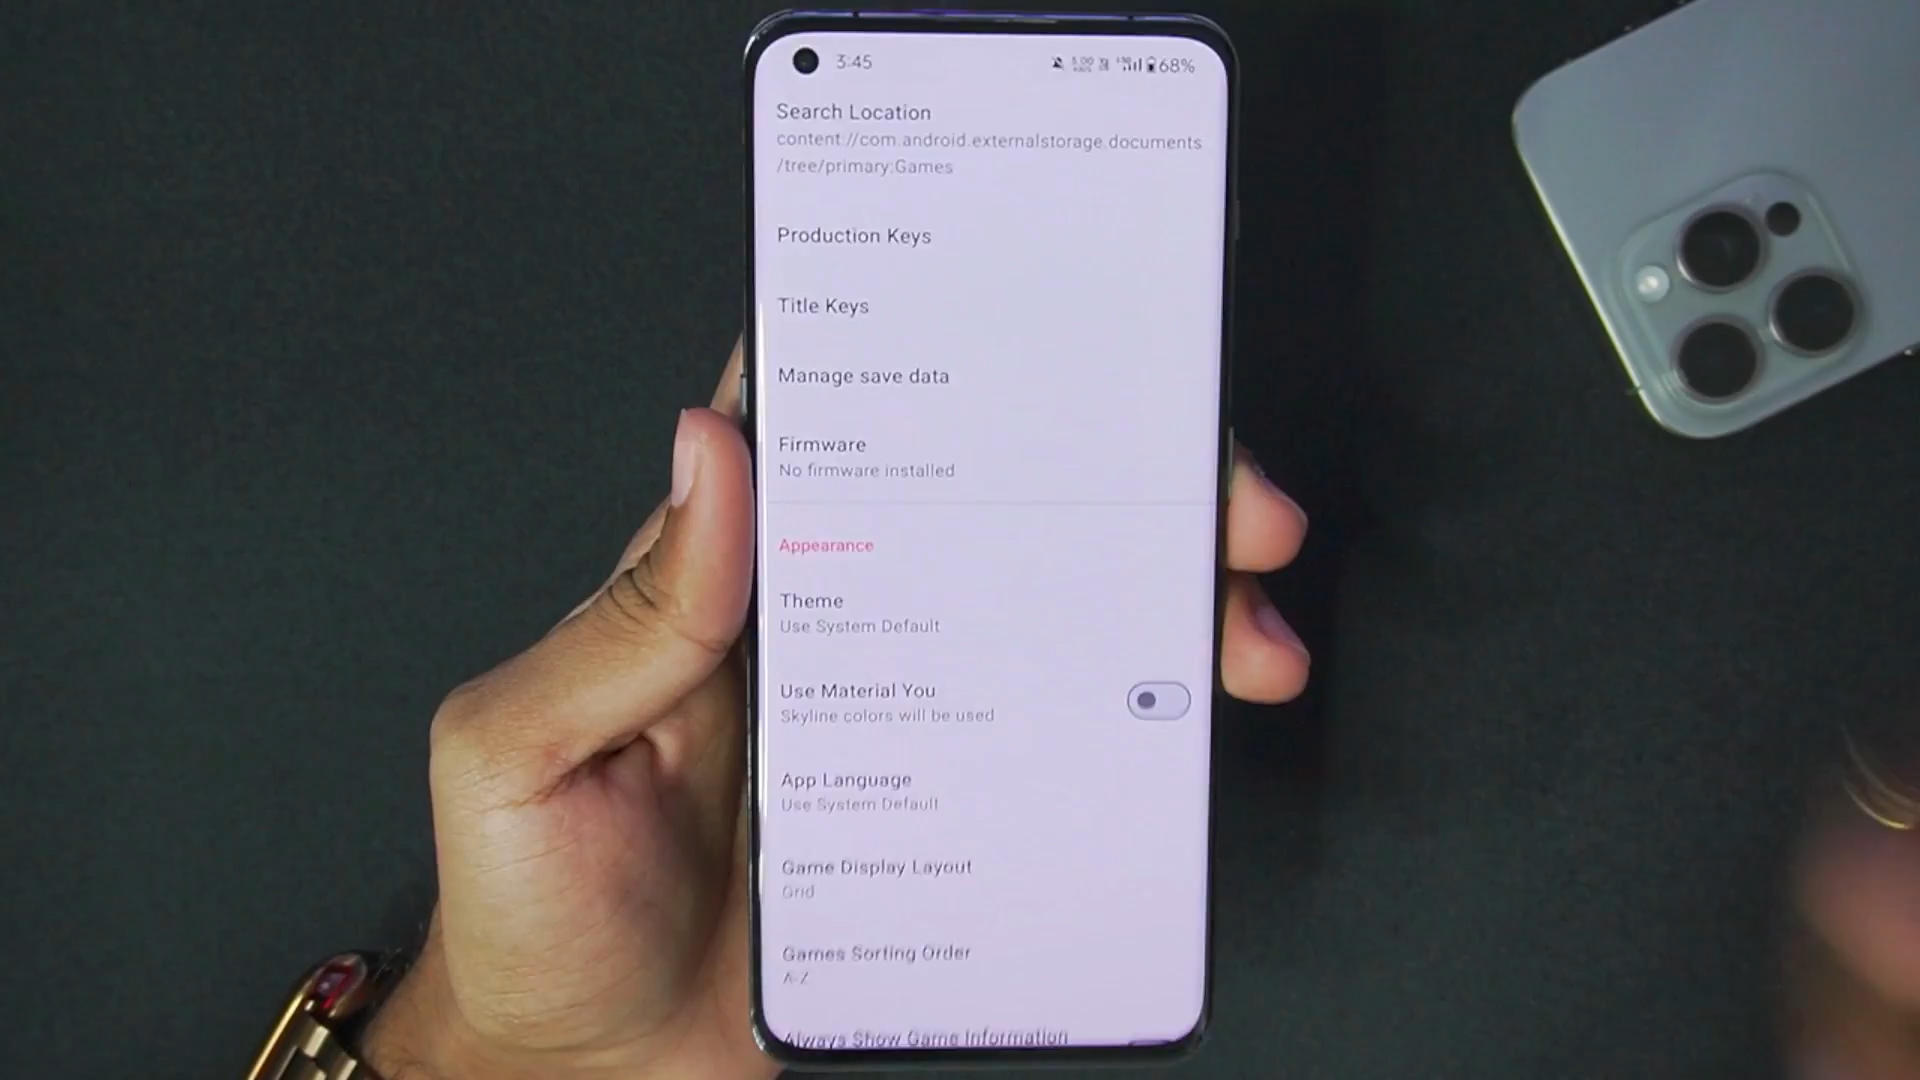 3:45
68%
Search Location
content://com.android.externalstorage.documents
/tree/primary:Games
Production Keys
Title Keys
Manage save data
Firmware
No firmware installed
Appearance
Theme
Use System Default
Use Material You
Skyline colors will be used
App Language
Use System Default
Game Display Layout
Grid
Games Sorting Order
A-Z
Always Show Game Information